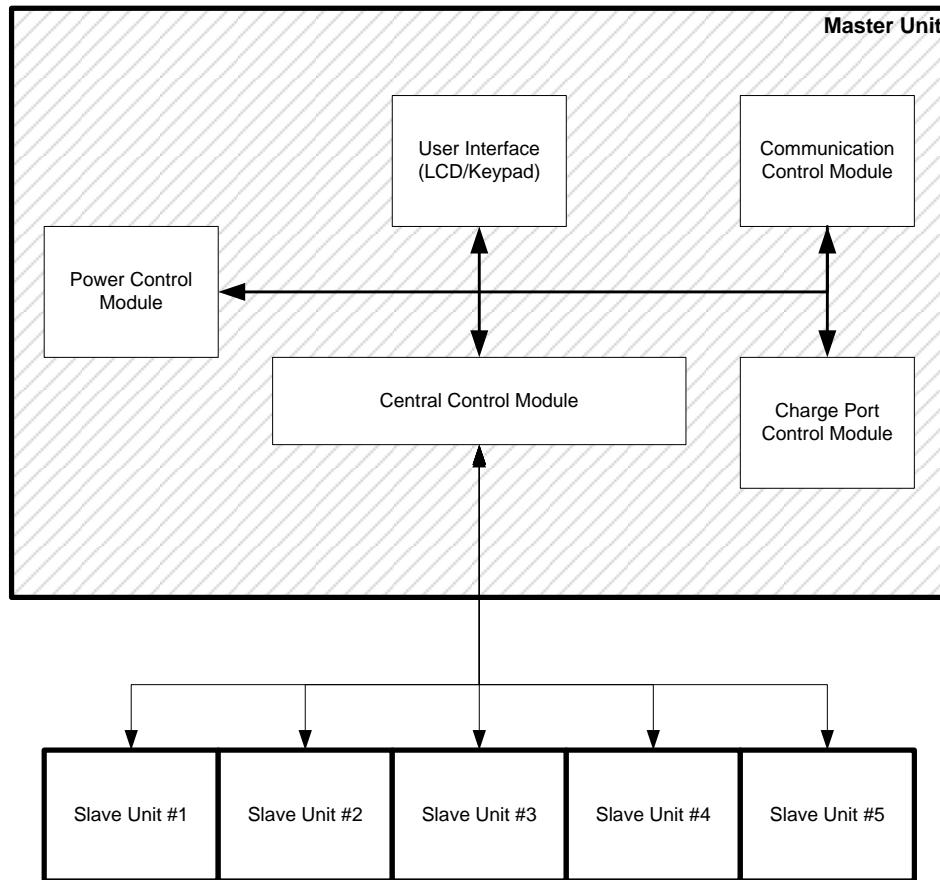 Master Unit
User Interface
(LCD/Keypad)
Communication
Control Module
Power Control
Module
Central Control Module
Charge Port
Control Module
Slave Unit #1
Slave Unit #2
Slave Unit #3
Slave Unit #4
Slave Unit #5